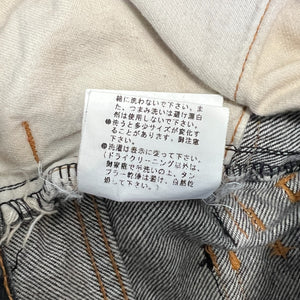 緒に洗わないで下さい。ま
た、つまみ洗いは避け漂白
剤は使用しないで下さい。
●洗うと多少サイズが変化す
ることがあります。御注意
下さい。
●洗濯は表示に従って下さい。
(ドライクリーニング以外は
御家庭で手洗いの上、タン
ブラー乾燥は避け、自然乾
燥して下さい。)